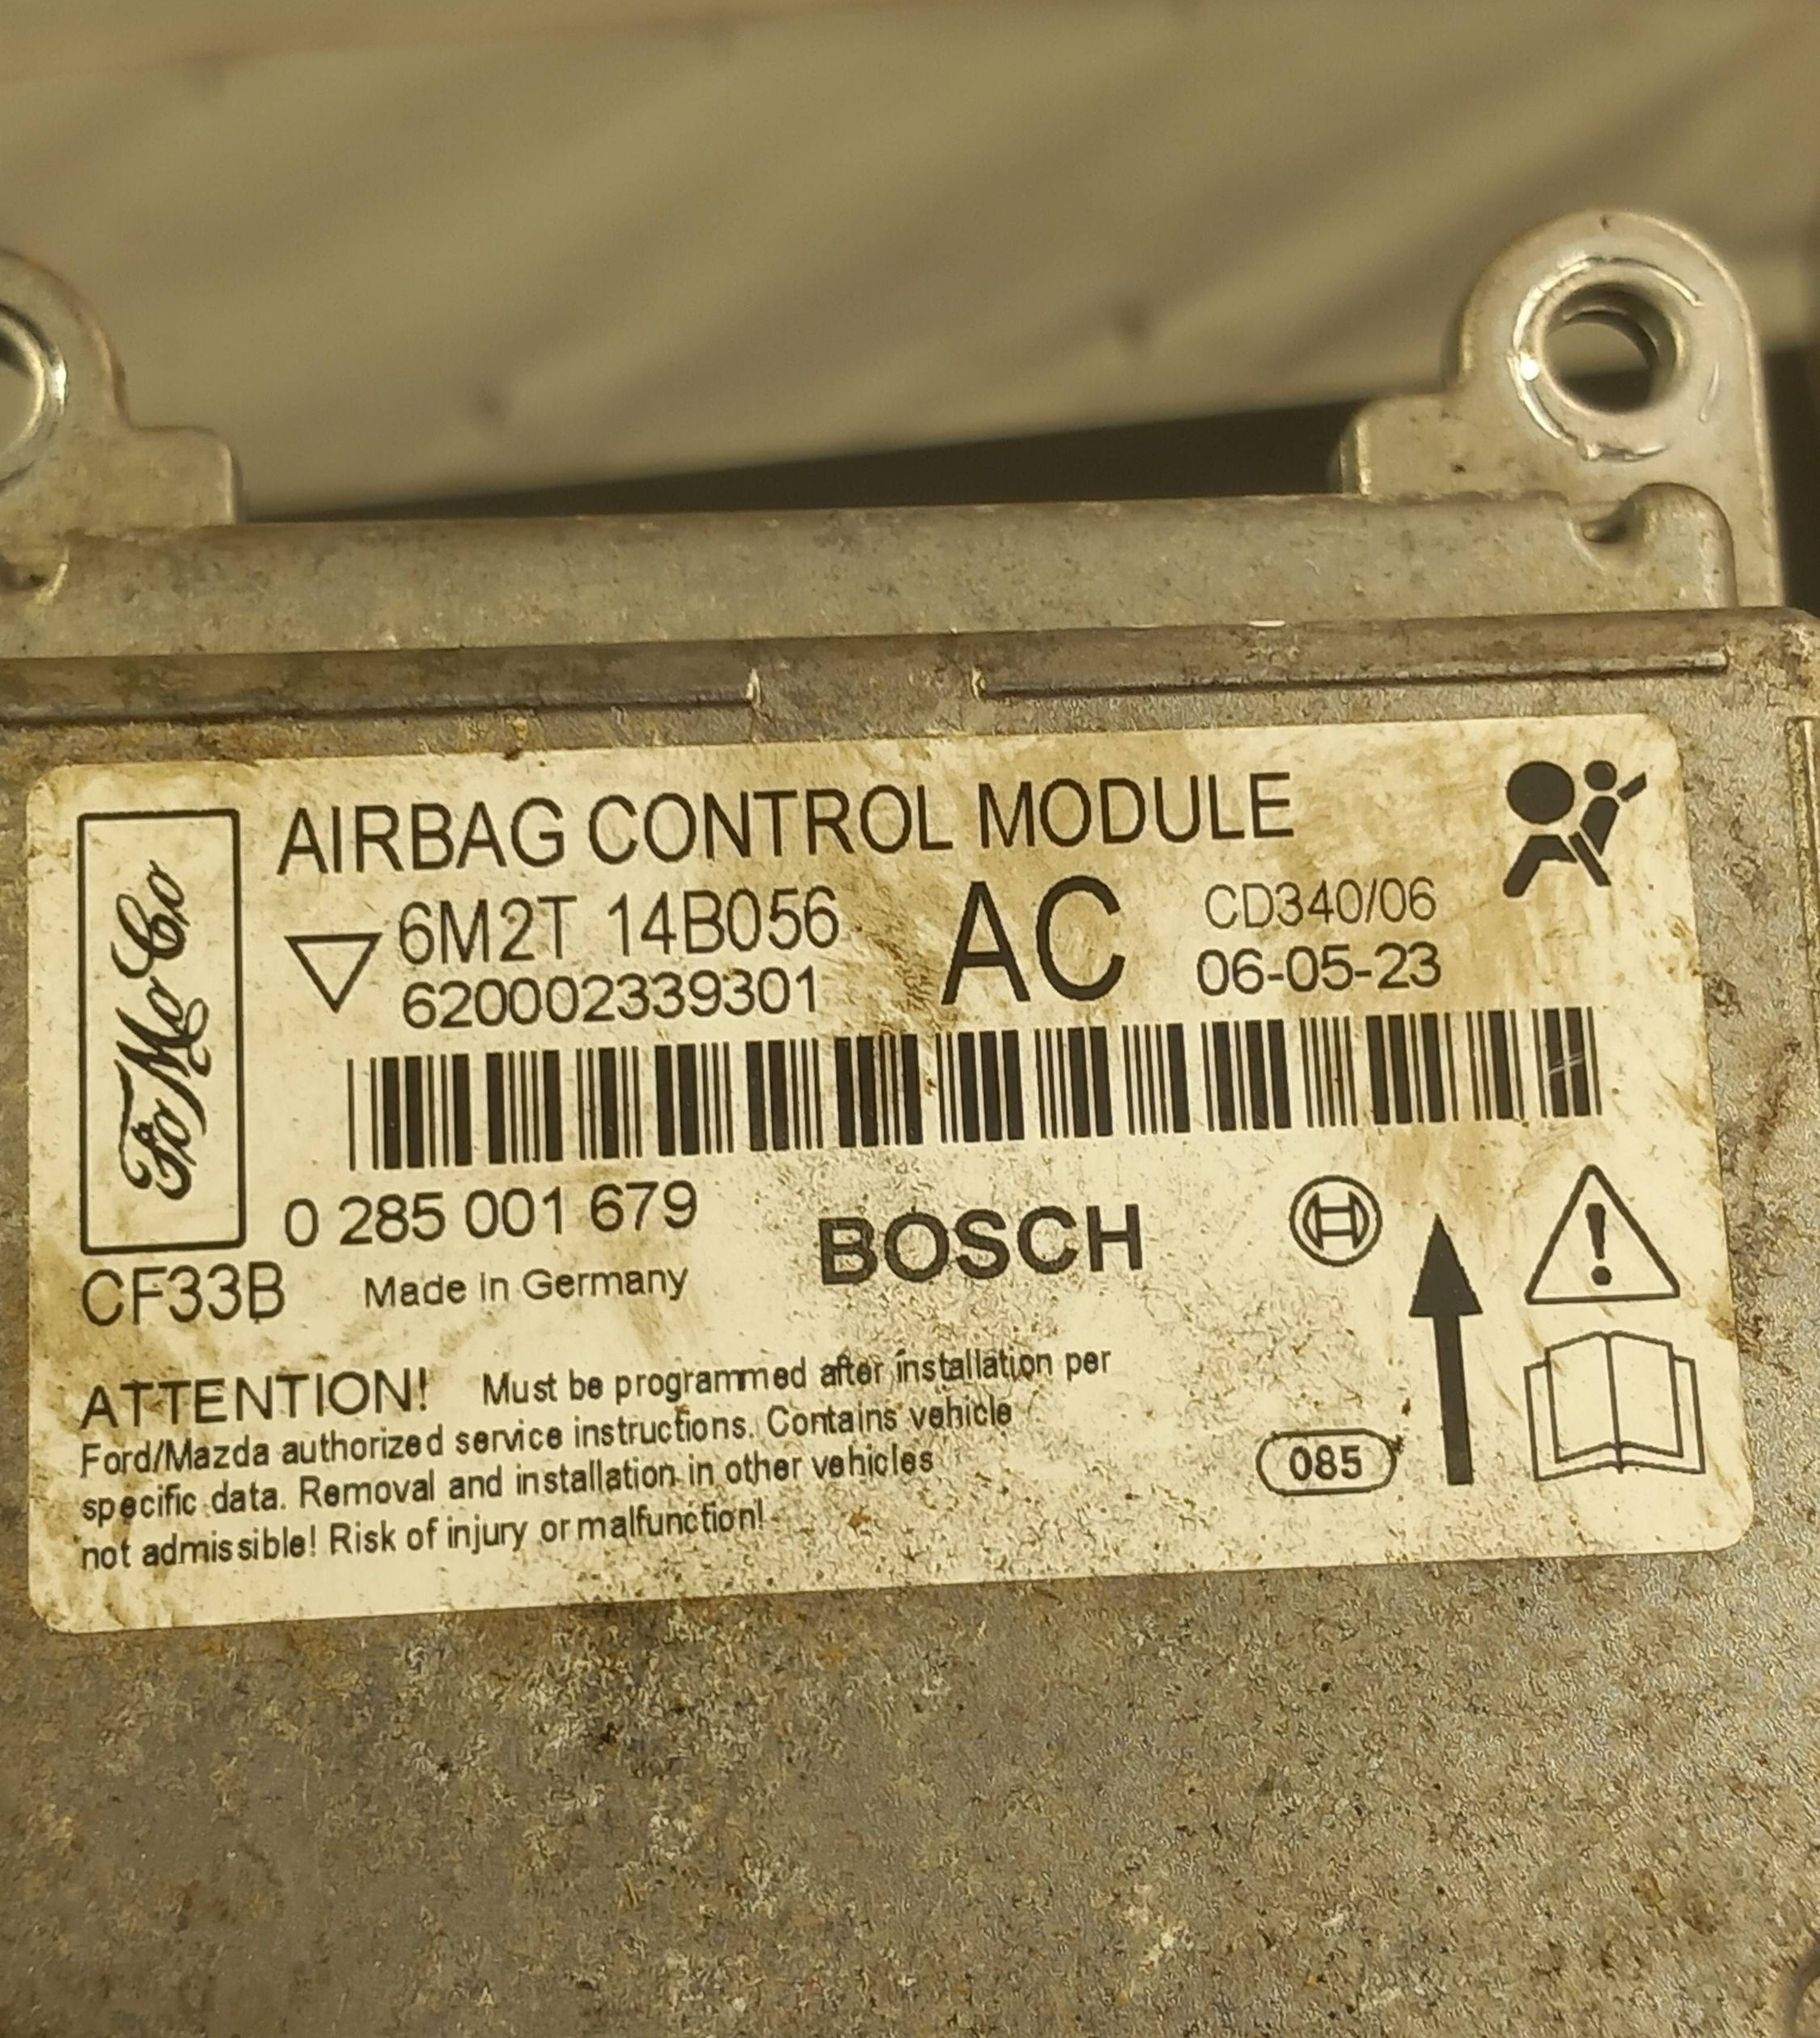 FoMoCo
AIRBAG CONTROL MODULE
6M2T 14B056 AC CD340/06
620002339301 06-05-23
0 285 001 679 BOSCH
CF33B Made in Germany
ATTENTION! Must be programmed after installation per
Ford/Mazda authorized service instructions. Contains vehicle
specific data. Removal and installation in other vehicles
not admissible! Risk of injury or malfunction!
085